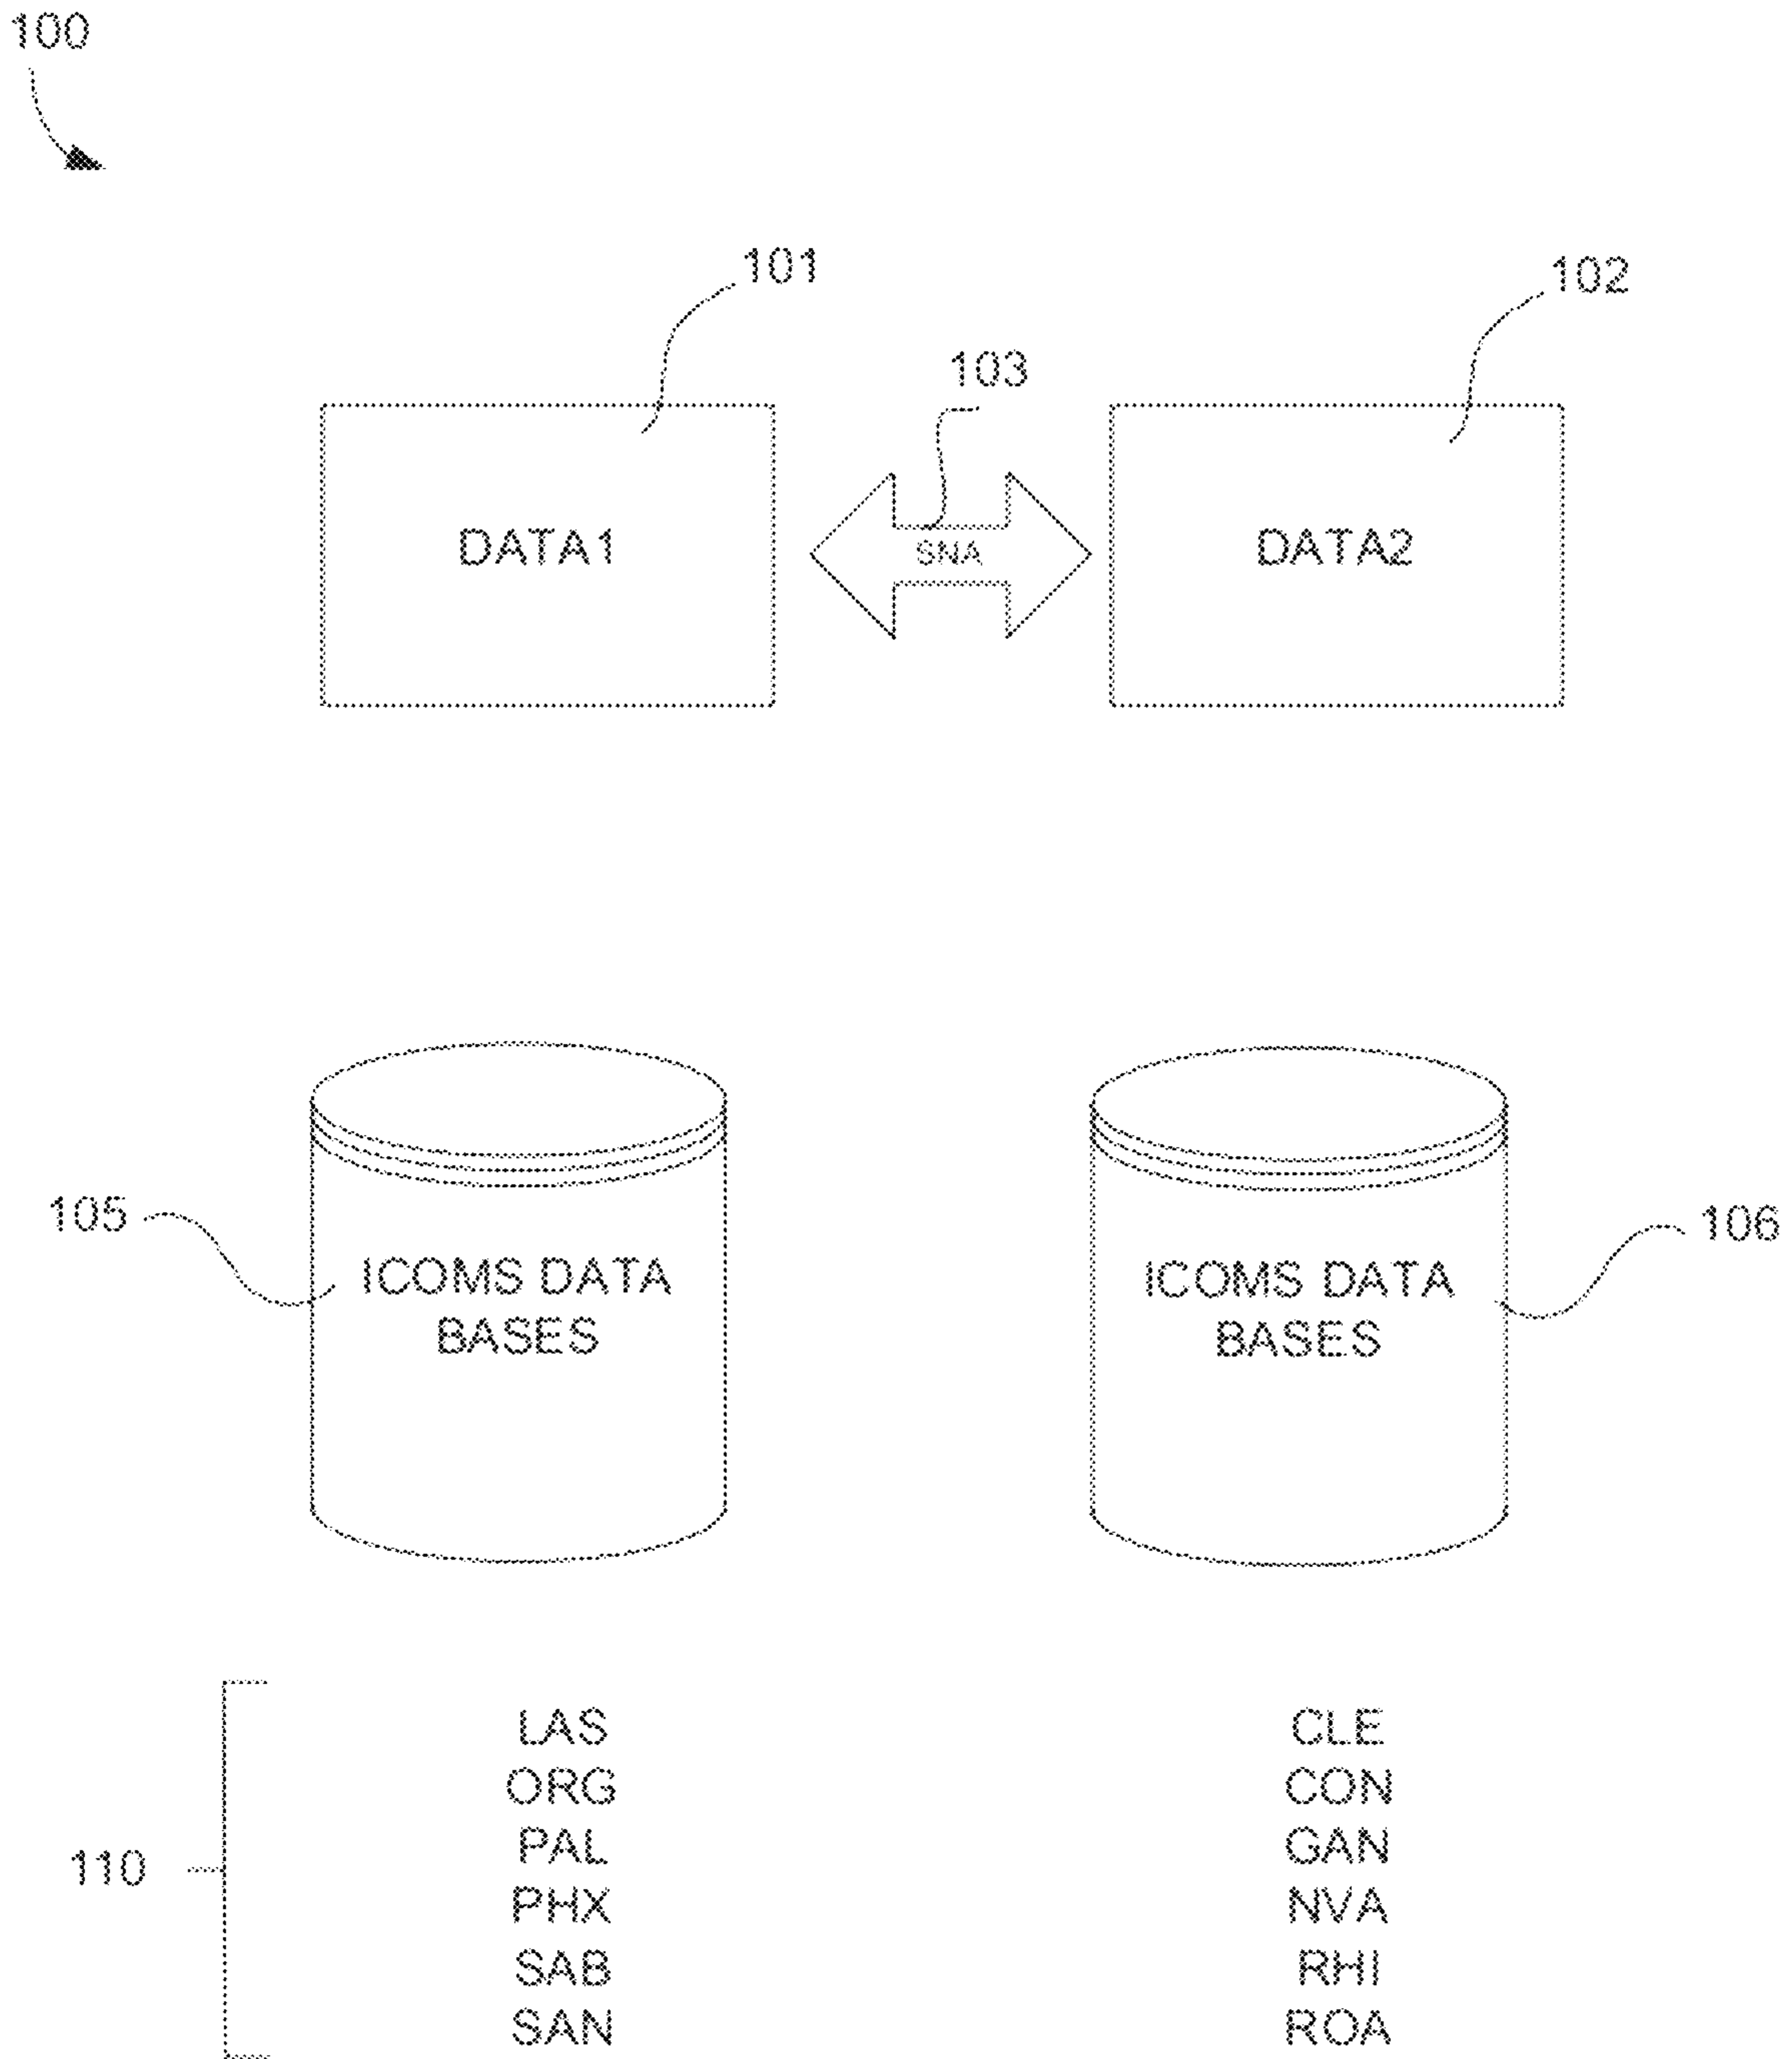 100
101
102
103
DATA1
SNA
DATA2
105
ICOMS DATA
BASES
ICOMS DATA
BASES
106
110
LAS
ORG
PAL
PHX
SAB
SAN
CLE
CON
GAN
NVA
RHI
ROA